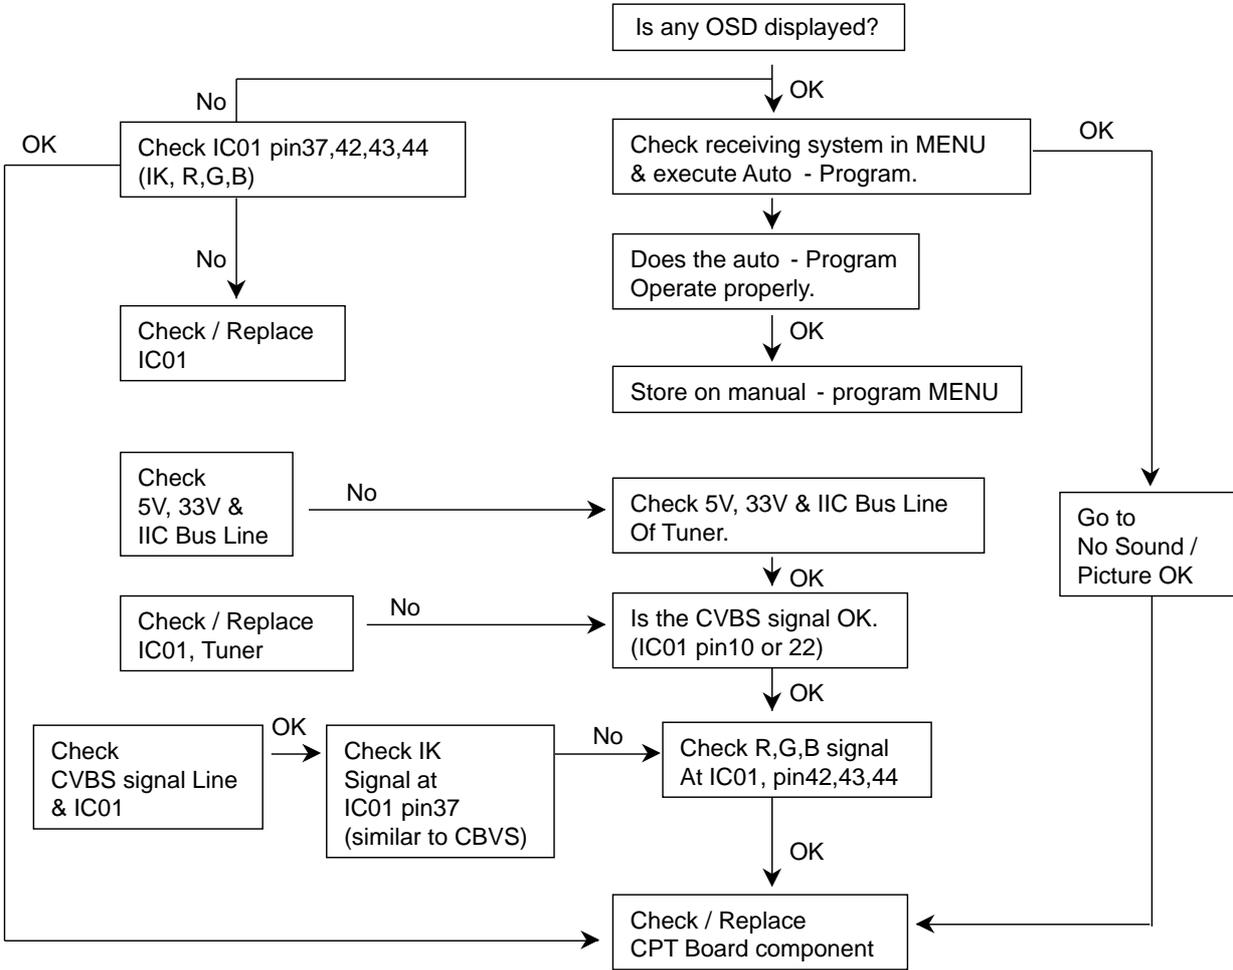 Is any OSD displayed?
No
OK
OK
Check IC01 pin37,42,43,44
(IK, R,G,B)
Check receiving system in MENU
& execute Auto - Program.
OK
No
Does the auto - Program
Operate properly.
Check / Replace
IC01
OK
Store on manual - program MENU
Check
5V, 33V &
IIC Bus Line
No
Check 5V, 33V & IIC Bus Line
Of Tuner.
Go to
No Sound /
Picture OK
OK
Check / Replace
IC01, Tuner
No
Is the CVBS signal OK.
(IC01 pin10 or 22)
OK
Check
CVBS signal Line
& IC01
OK
Check IK
Signal at
IC01 pin37
(similar to CBVS)
No
Check R,G,B signal
At IC01, pin42,43,44
OK
Check / Replace
CPT Board component